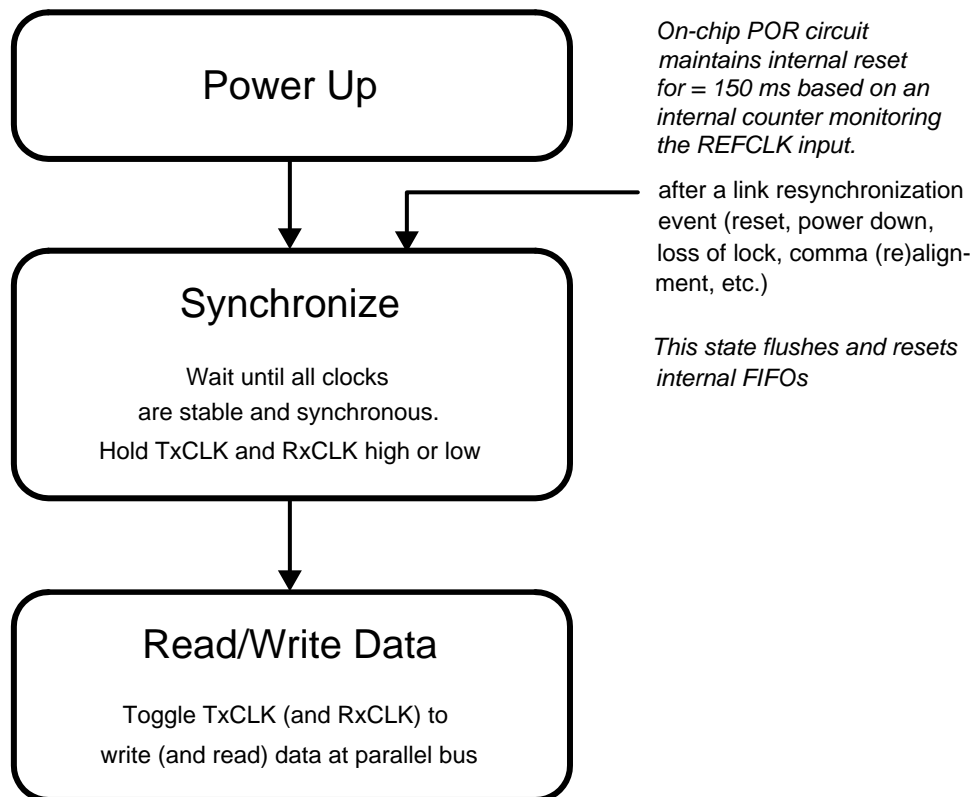 Power Up
On-chip POR circuit
maintains internal reset
for = 150 ms based on an
internal counter monitoring
the REFCLK input.
after a link resynchronization
event (reset, power down,
loss of lock, comma (re)align-
ment, etc.)
This state flushes and resets
internal FIFOs
Synchronize
Wait until all clocks
are stable and synchronous.
Hold TxCLK and RxCLK high or low
Read/Write Data
Toggle TxCLK (and RxCLK) to
write (and read) data at parallel bus